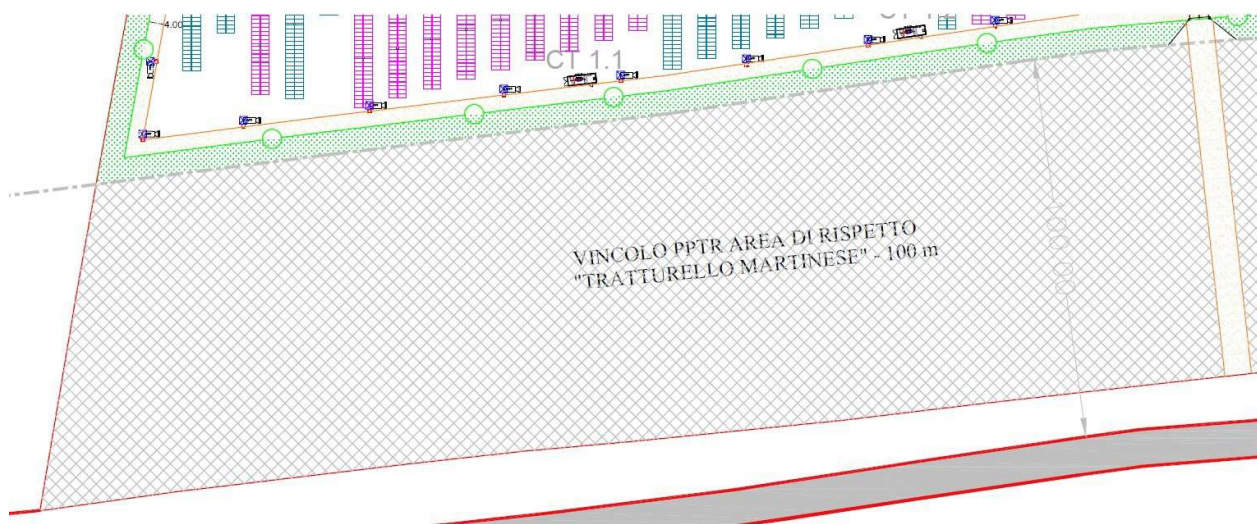 4.00
CT 1.1
VINCOLO PPTR AREA DI RISPETTO
"TRATTURELLO MARTINESE" - 100 m